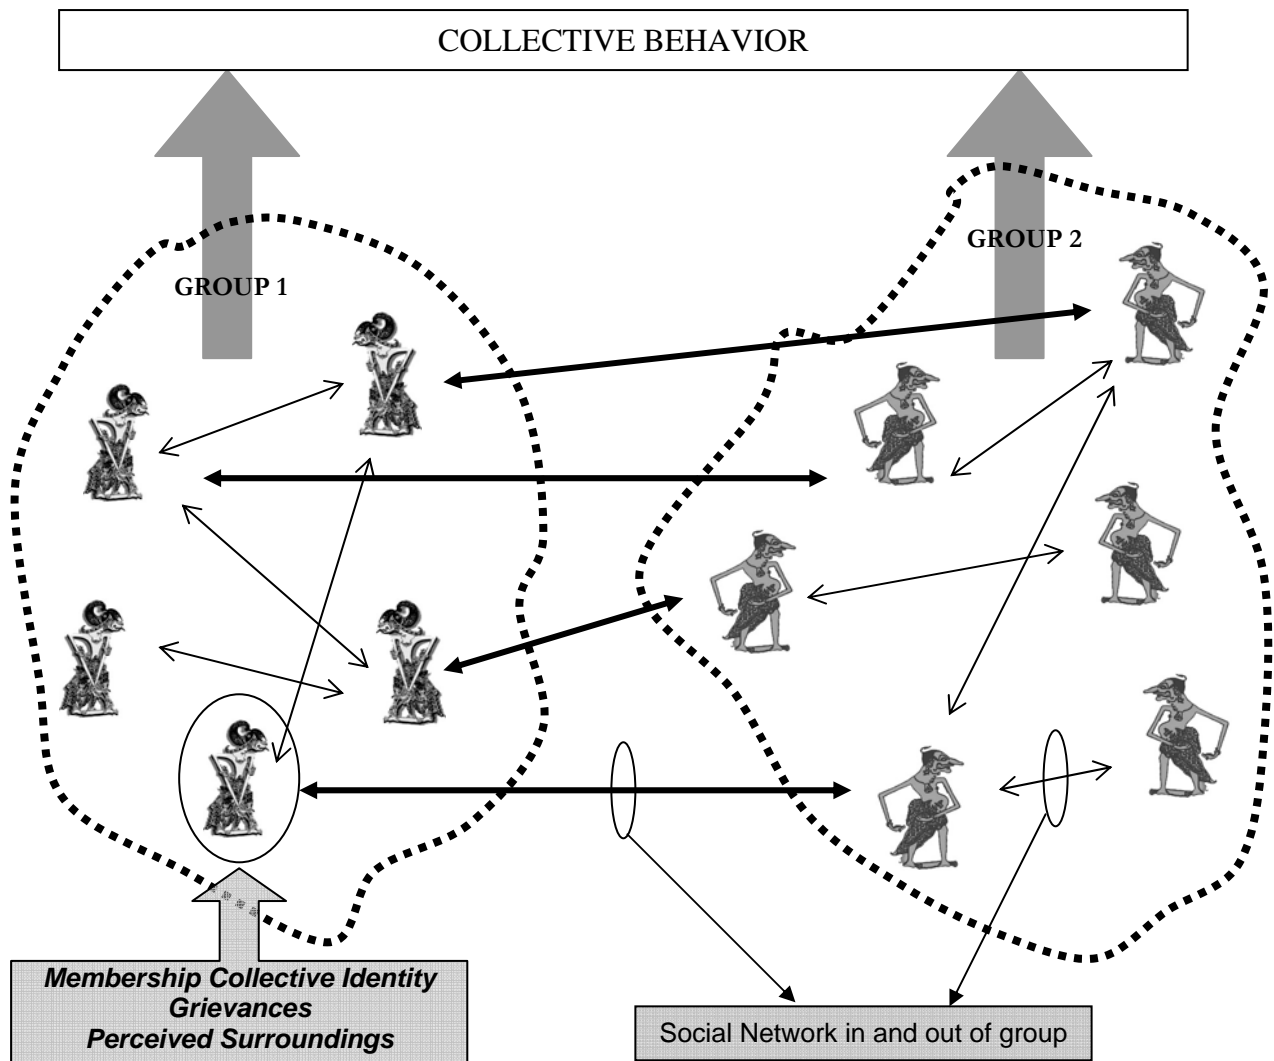 COLLECTIVE BEHAVIOR
GROUP 2
GROUP 1
Membership Collective Identity
Grievances
Perceived Surroundings
Social Network in and out of group